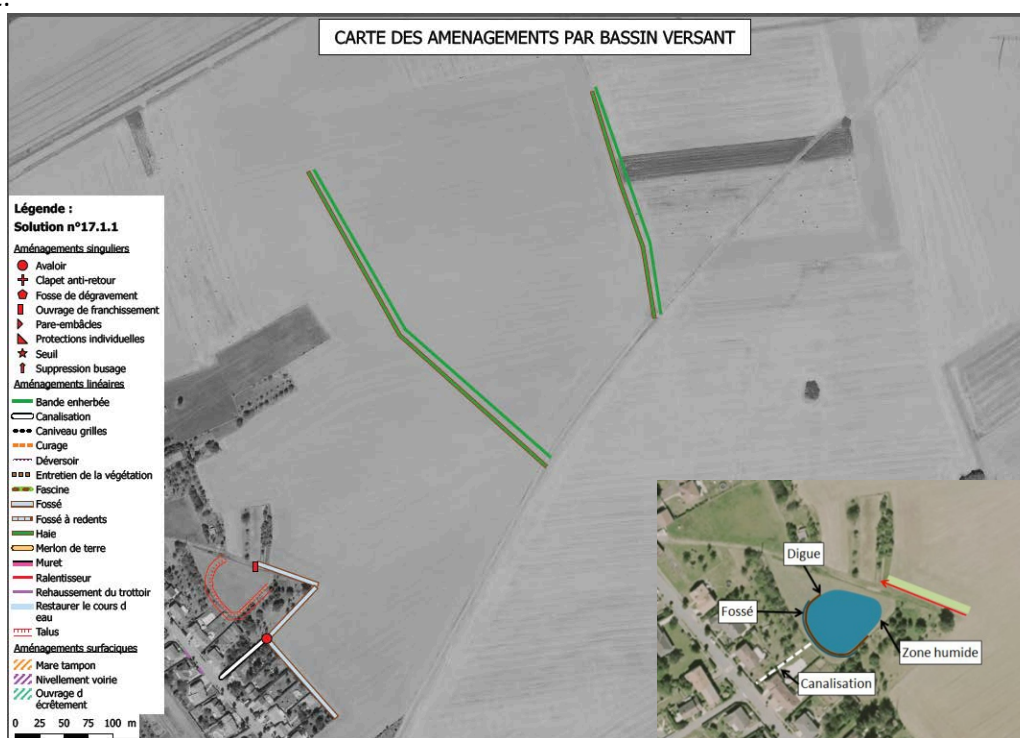 CARTE DES AMENAGEMENTS PAR BASSIN VERSANT
Légende :
Solution n°17.1.1
Aménagements singuliers
Avaloir
Clapet anti-retour
Fosse de dégravement
Ouvrage de franchissement
Pare-embâcles
Protections individuelles
Seuil
Suppression busage
Aménagements linéaires
Bande enherbée
Canalisation
Caniveau grilles
Curage
Déversoir
Entretien de la végétation
Fascine
Fossé
Fossé à redents
Haie
Merlon de terre
Muret
Ralentisseur
Rehaussement du trottoir
Restaurer le cours d
eau
Talus
Aménagements surfaciques
Mare tampon
Nivellement voirie
Ouvrage d
écrêtement
0 25 50 75 100 m
Digue
Fossé
Zone humide
Canalisation